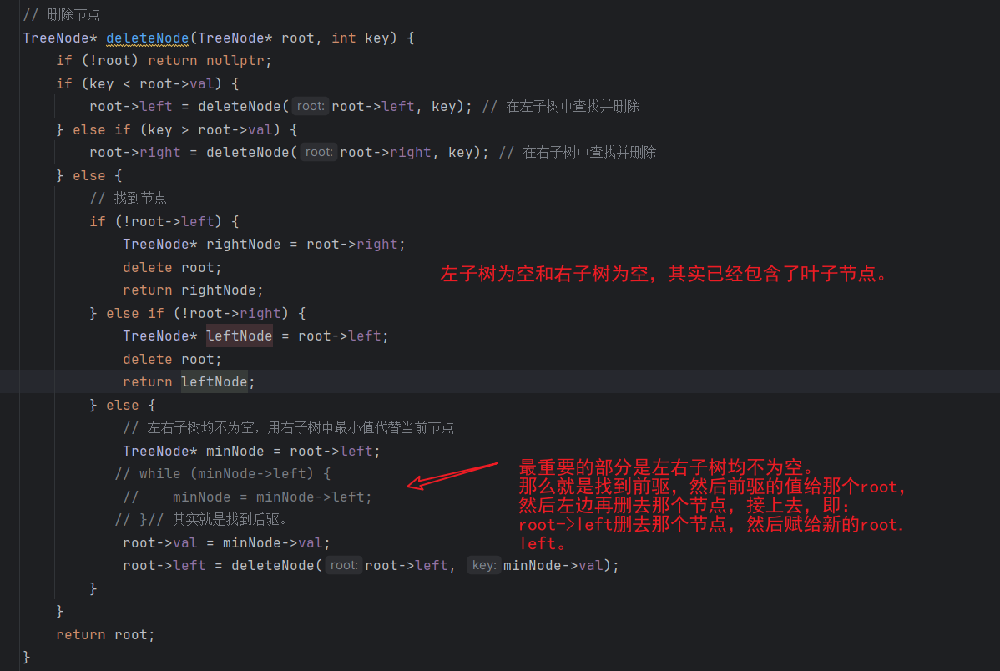 // 删除节点
TreeNode* deleteNode(TreeNode* root, int key) {
if (!root) return nullptr;
if (key < root->val) {
root->left = deleteNode( root: root->left, key); // 在左子树中查找并删除
} else if (key > root->val) {
root->right = deleteNode( root: root->right, key); // 在右子树中查找并删除
} else {
// 找到节点
if (!root->left) {
TreeNode* rightNode = root->right;
delete root;
return rightNode;
左子树为空和右子树为空，其实已经包含了叶子节点。
} else if (!root->right) {
TreeNode* leftNode = root->left;
delete root;
return leftNode;
} else {
// 左右子树均不为空，用右子树中最小值代替当前节点
TreeNode* minNode = root->left;
// while (minNode->left) {
//     minNode = minNode->left;
// }// 其实就是找到后驱。
root->val = minNode->val;
root->left = deleteNode( root: root->left, key: minNode->val);
最重要的部分是左右子树均不为空。
那么就是找到前驱，然后前驱的值给那个root，
然后左边再删去那个节点，接上去，即：
root->left删去那个节点，然后赋给新的root.
left。
}
}
return root;
}